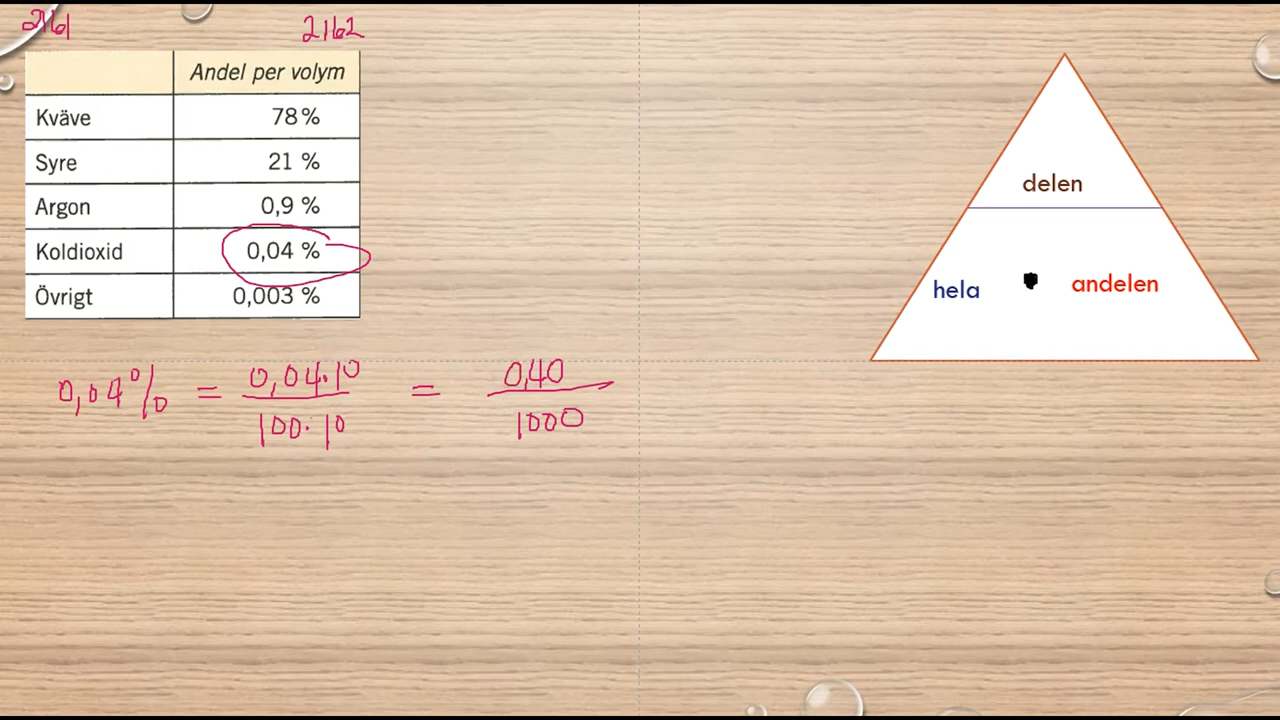 2161 2162
Andel per volym
Kväve 78 %
Syre 21 %
Argon 0,9 %
Koldioxid 0,04 %
Övrigt 0,003 %
delen
hela andelen
0,04% = 0,04·10 / 100·10 = 0,40 / 1000